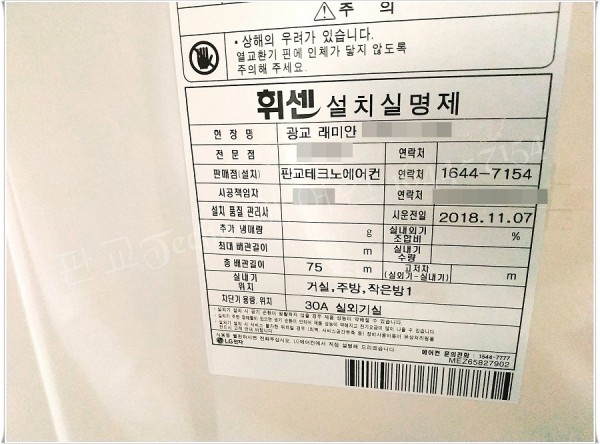 ⚠주 의
• 상해의 우려가 있습니다.
열교환기 핀에 인체가 닿지 않도록
주의해 주세요.
휘센 설치실명제
현 장 명 광교 래미안
전 문 점 연락처
판매점(설치) 판교테크노에어컨 연락처 1644-7154
시공책임자 연락처
설치 품질 관리사 시운전일 2018.11.07
추가 냉매량 g 실내외기 조합비 %
최대 배관길이 m 실내기 수량
총 배관길이 75 m 고저차 (실외기-실내기) m
실내기 위치 거실,주방,작은방1
차단기 용량, 위치 30A 실외기실
LG전자
에어컨 문의전화 : 1544-7777
MEZ65827902